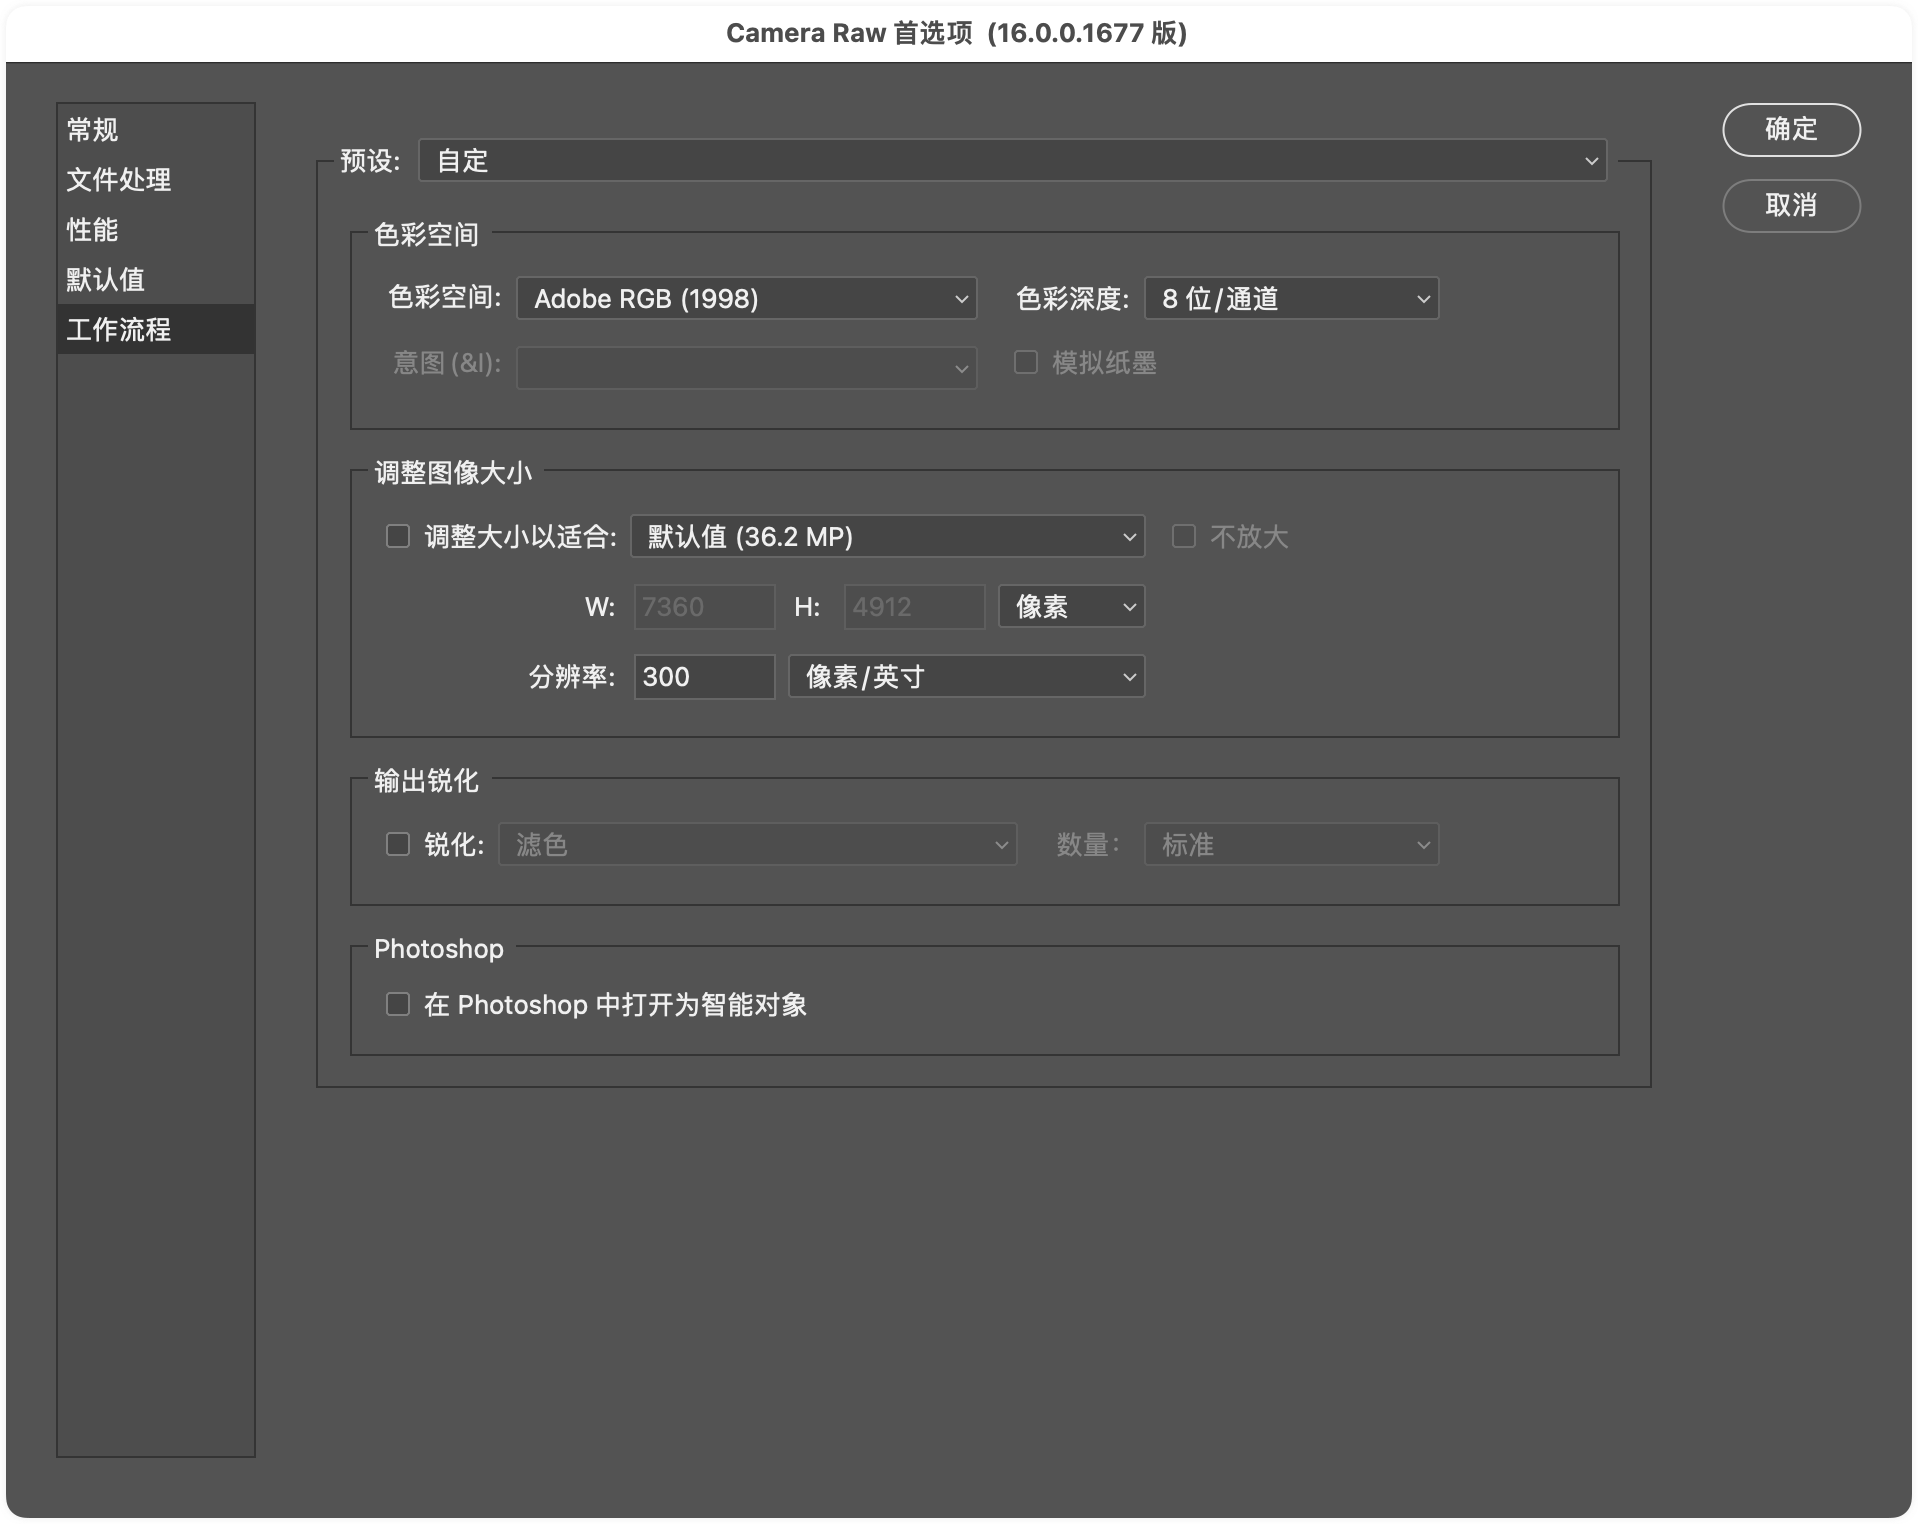 Camera Raw 首选项 (16.0.0.1677 版)
常规
文件处理
性能
默认值
工作流程
预设: 自定
确定
取消
色彩空间
色彩空间: Adobe RGB (1998) 色彩深度: 8 位/通道
意图(&I): 模拟纸墨
调整图像大小
调整大小以适合: 默认值 (36.2 MP) 不放大
W: 7360 H: 4912 像素
分辨率: 300 像素/英寸
输出锐化
锐化: 滤色 数量: 标准
Photoshop
在 Photoshop 中打开为智能对象